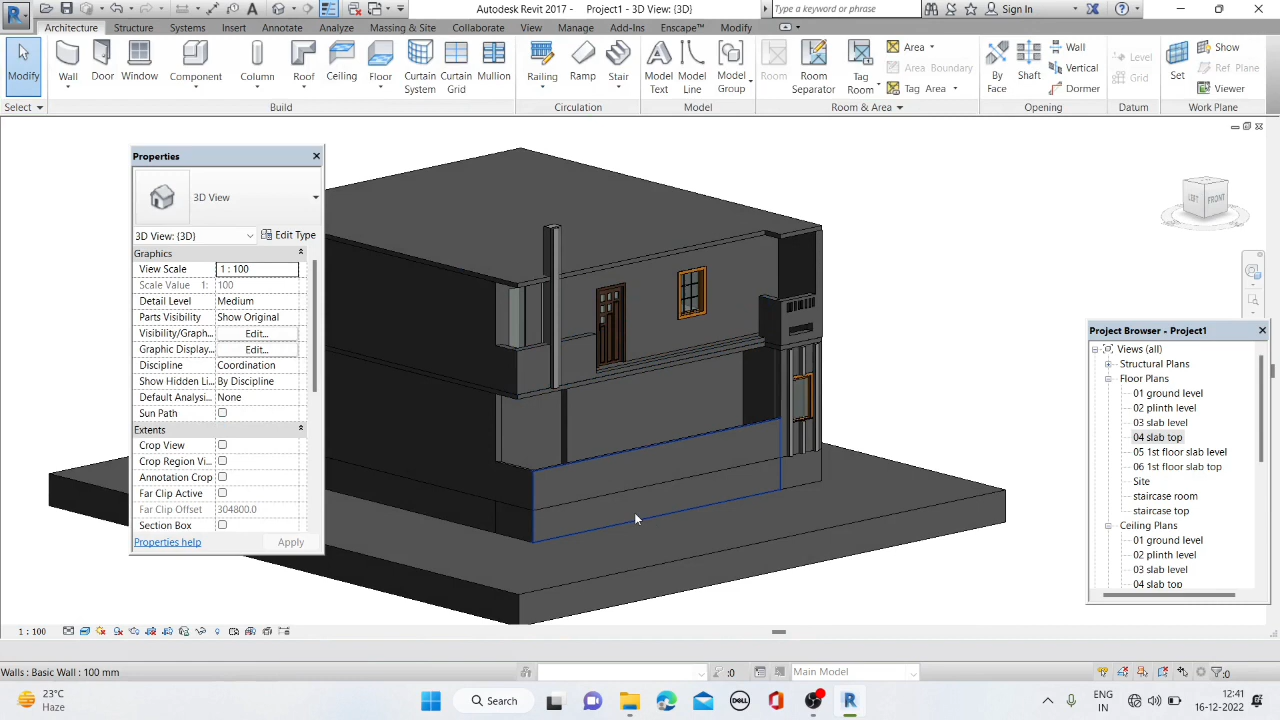 Autodesk Revit 2017 - Project1 - 3D View: {3D}
Type a keyword or phrase
Sign In
Architecture Structure Systems Insert Annotate Analyze Massing & Site Collaborate View Manage Add-Ins Enscape™ Modify
Modify
Wall
Door
Window
Component
Column
Roof
Ceiling
Floor
Curtain System
Curtain Grid
Mullion
Railing
Ramp
Stair
Model Text
Model Line
Model Group
Room
Room Separator
Tag Room
Area
Area Boundary
Tag Area
By Face
Shaft
Wall
Vertical
Dormer
Level
Grid
Set
Show
Ref Plane
Viewer
Select
Build
Circulation
Model
Room & Area
Opening
Datum
Work Plane
Properties
3D View
3D View: {3D}
Edit Type
Graphics
View Scale 1 : 100
Scale Value 1: 100
Detail Level Medium
Parts Visibility Show Original
Visibility/Graph... Edit...
Graphic Display... Edit...
Discipline Coordination
Show Hidden Li... By Discipline
Default Analysi... None
Sun Path
Extents
Crop View
Crop Region Vi...
Annotation Crop
Far Clip Active
Far Clip Offset 304800.0
Section Box
Properties help
Apply
LEFT FRONT
Project Browser - Project1
Views (all)
Structural Plans
Floor Plans
01 ground level
02 plinth level
03 slab level
04 slab top
05 1st floor slab level
06 1st floor slab top
Site
staircase room
staircase top
Ceiling Plans
01 ground level
02 plinth level
03 slab level
04 slab top
1 : 100
Walls : Basic Wall : 100 mm
:0
Main Model
:0
23°C
Haze
Search
DELL
ENG
IN
12:41
16-12-2022